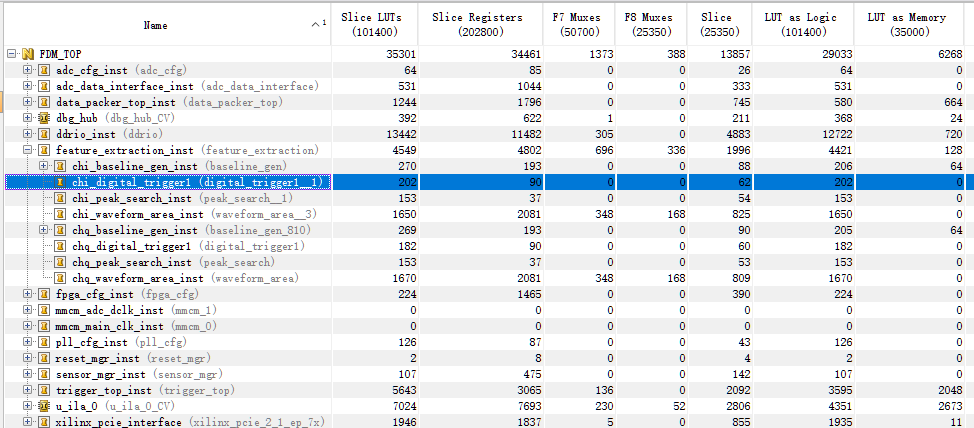 Name ^1 Slice LUTs (101400) Slice Registers (202800) F7 Muxes (50700) F8 Muxes (25350) Slice (25350) LUT as Logic (101400) LUT as Memory (35000)
FDM_TOP 35301 34461 1373 388 13857 29033 6268
adc_cfg_inst (adc_cfg) 64 85 0 0 26 64 0
adc_data_interface_inst (adc_data_interface) 531 1044 0 0 333 531 0
data_packer_top_inst (data_packer_top) 1244 1796 0 0 745 580 664
dbg_hub (dbg_hub_CV) 392 622 1 0 211 368 24
ddrio_inst (ddrio) 13442 11482 305 0 4883 12722 720
feature_extraction_inst (feature_extraction) 4549 4802 696 336 1996 4421 128
chi_baseline_gen_inst (baseline_gen) 270 193 0 0 88 206 64
chi_digital_trigger1 (digital_trigger1__1) 202 90 0 0 62 202 0
chi_peak_search_inst (peak_search__1) 153 37 0 0 54 153 0
chi_waveform_area_inst (waveform_area__3) 1650 2081 348 168 825 1650 0
chq_baseline_gen_inst (baseline_gen_810) 269 193 0 0 90 205 64
chq_digital_trigger1 (digital_trigger1) 182 90 0 0 60 182 0
chq_peak_search_inst (peak_search) 153 37 0 0 53 153 0
chq_waveform_area_inst (waveform_area) 1670 2081 348 168 809 1670 0
fpga_cfg_inst (fpga_cfg) 224 1465 0 0 390 224 0
mmcm_adc_dclk_inst (mmcm_1) 0 0 0 0 0 0 0
mmcm_main_clk_inst (mmcm_0) 0 0 0 0 0 0 0
pll_cfg_inst (pll_cfg) 126 87 0 0 43 126 0
reset_mgr_inst (reset_mgr) 2 8 0 0 4 2 0
sensor_mgr_inst (sensor_mgr) 107 475 0 0 142 107 0
trigger_top_inst (trigger_top) 5643 3065 136 0 2092 3595 2048
u_ila_0 (u_ila_0_CV) 7024 7693 230 52 2806 4351 2673
xilinx_pcie_interface (xilinx_pcie_2_1_ep_7x) 1946 1837 5 0 855 1935 11